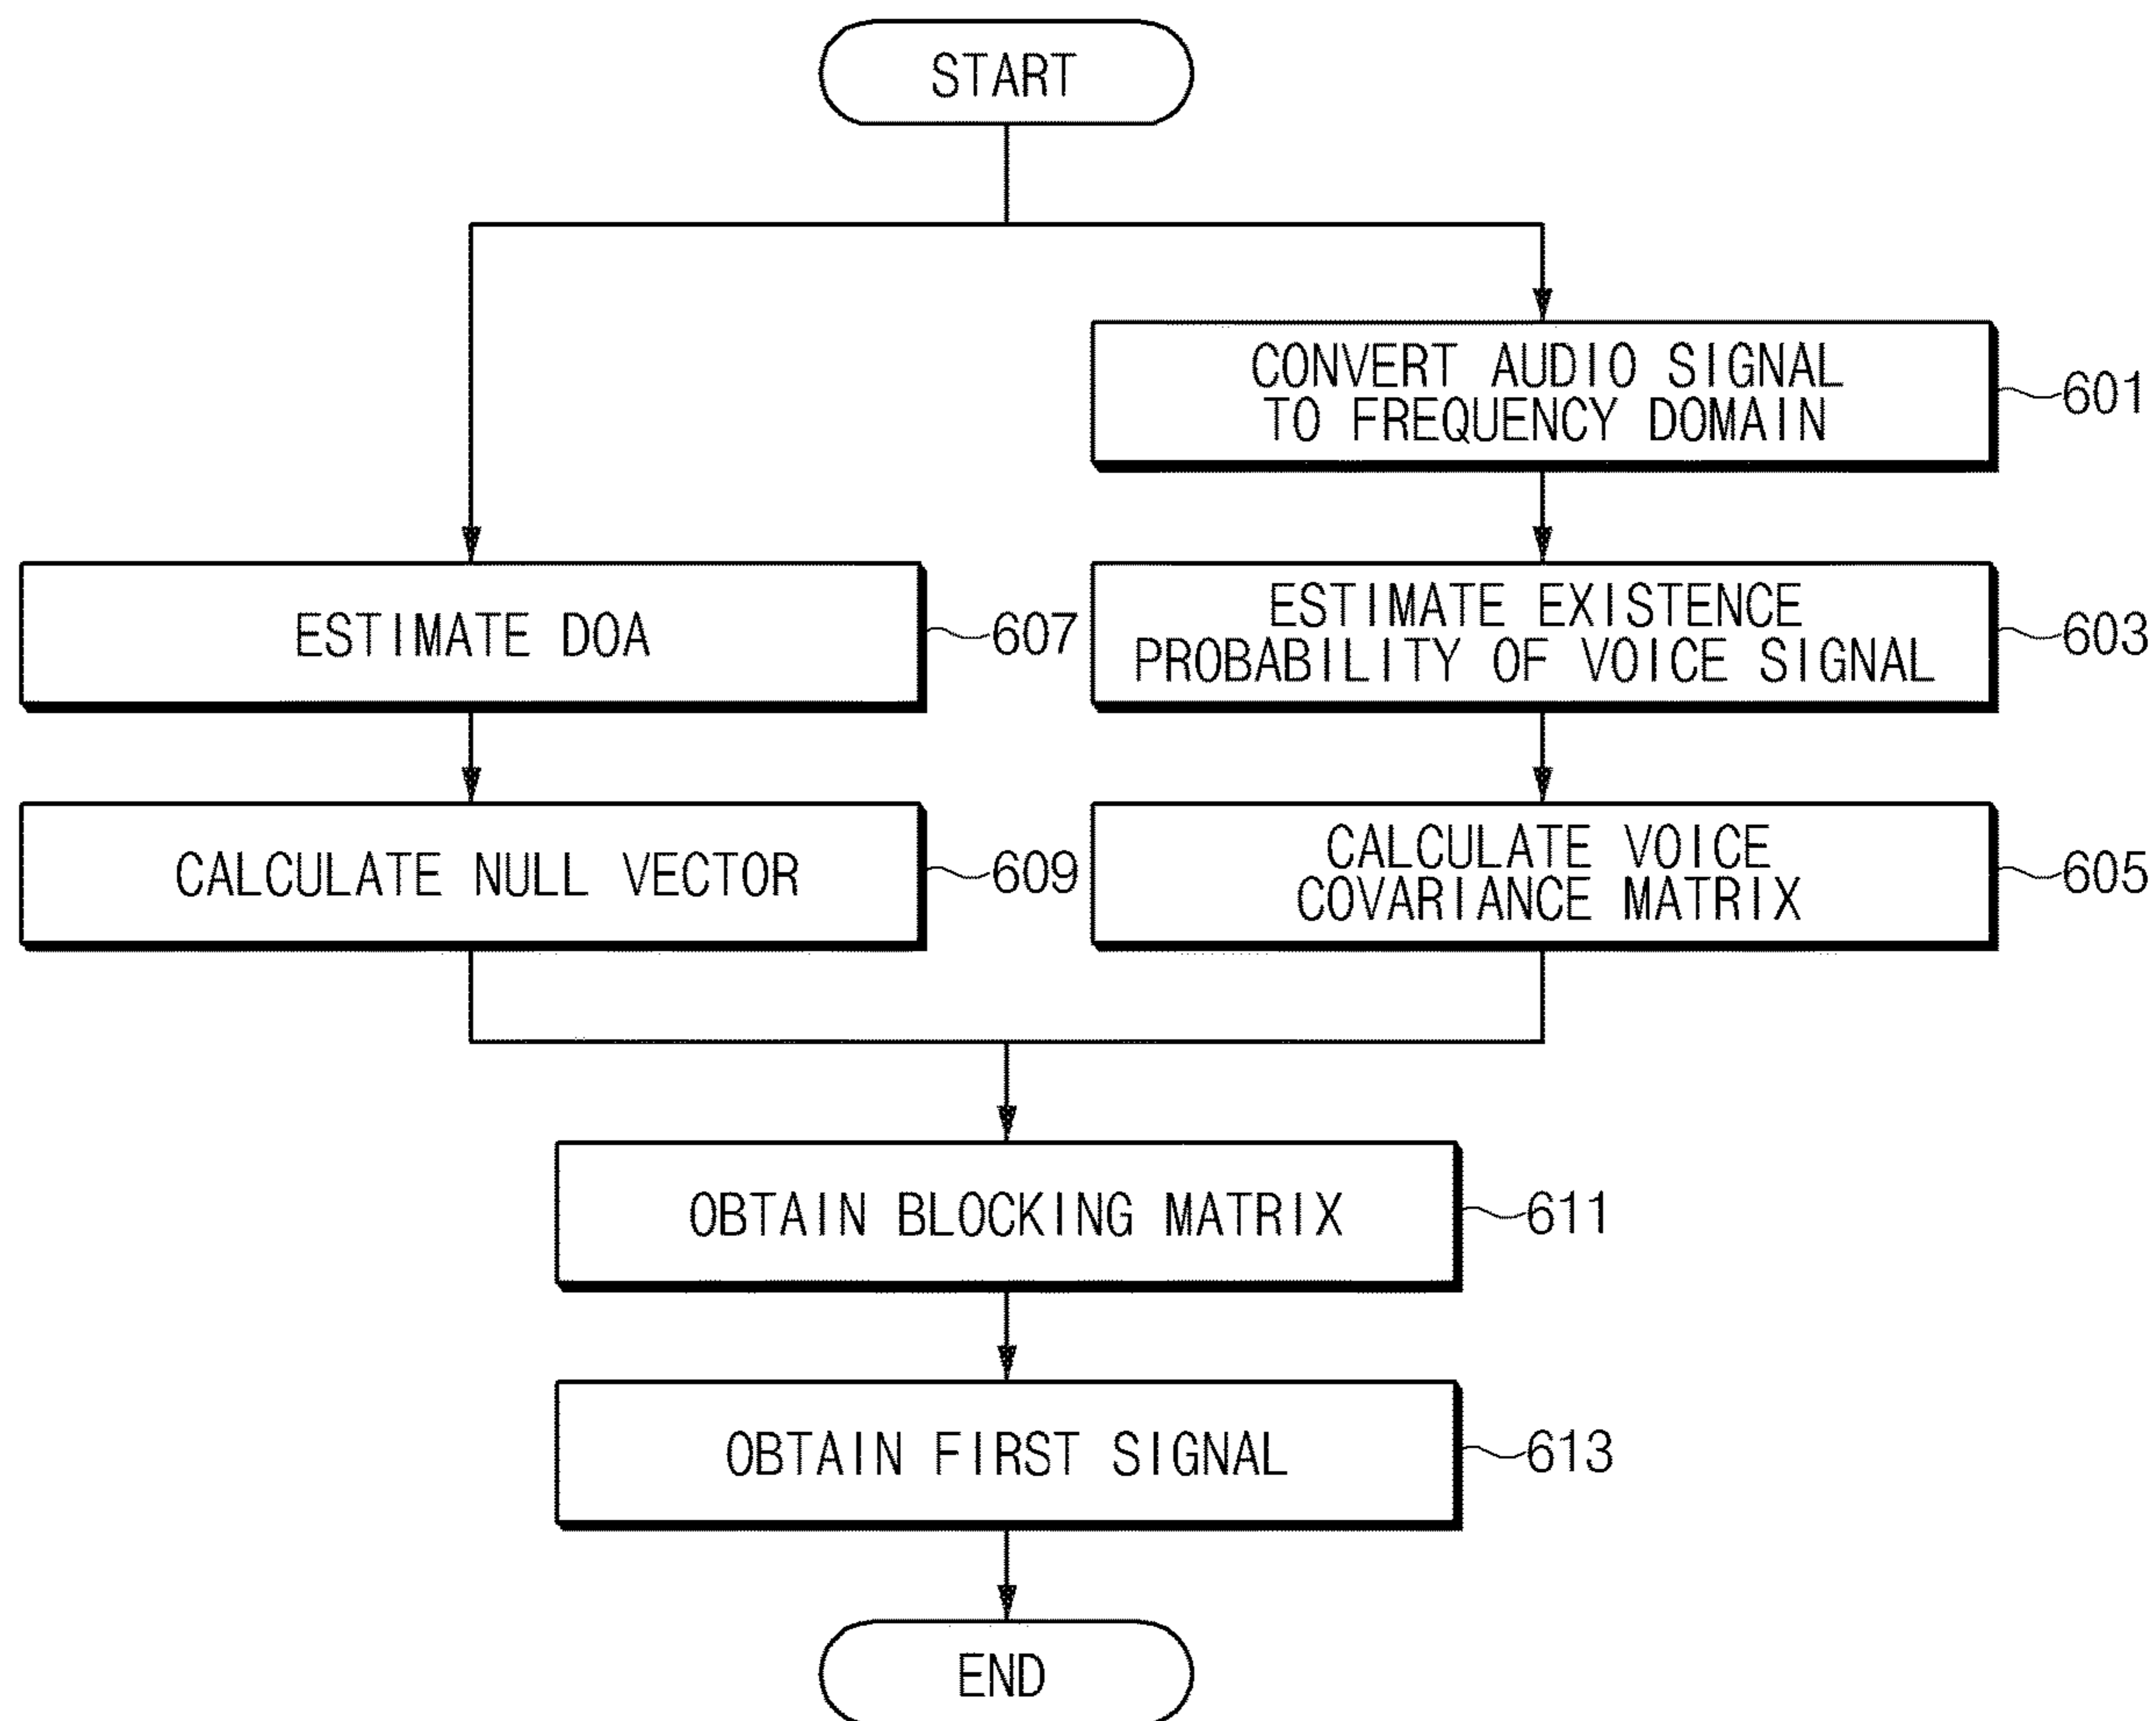 START
CONVERT AUDIO SIGNAL
TO FREQUENCY DOMAIN
601
ESTIMATE DOA
607
ESTIMATE EXISTENCE
PROBABILITY OF VOICE SIGNAL
603
CALCULATE NULL VECTOR
609
CALCULATE VOICE
COVARIANCE MATRIX
605
OBTAIN BLOCKING MATRIX
611
OBTAIN FIRST SIGNAL
613
END